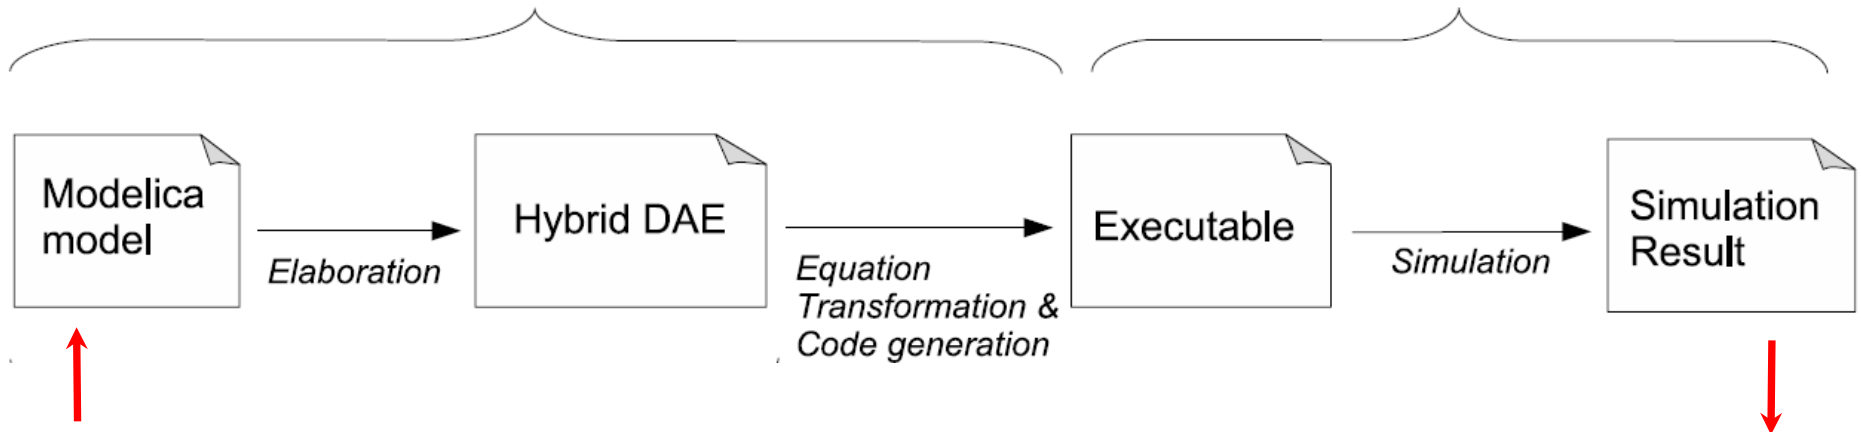 Modelica
model
Elaboration
Hybrid DAE
Equation
Transformation &
Code generation
Executable
Simulation
Simulation
Result